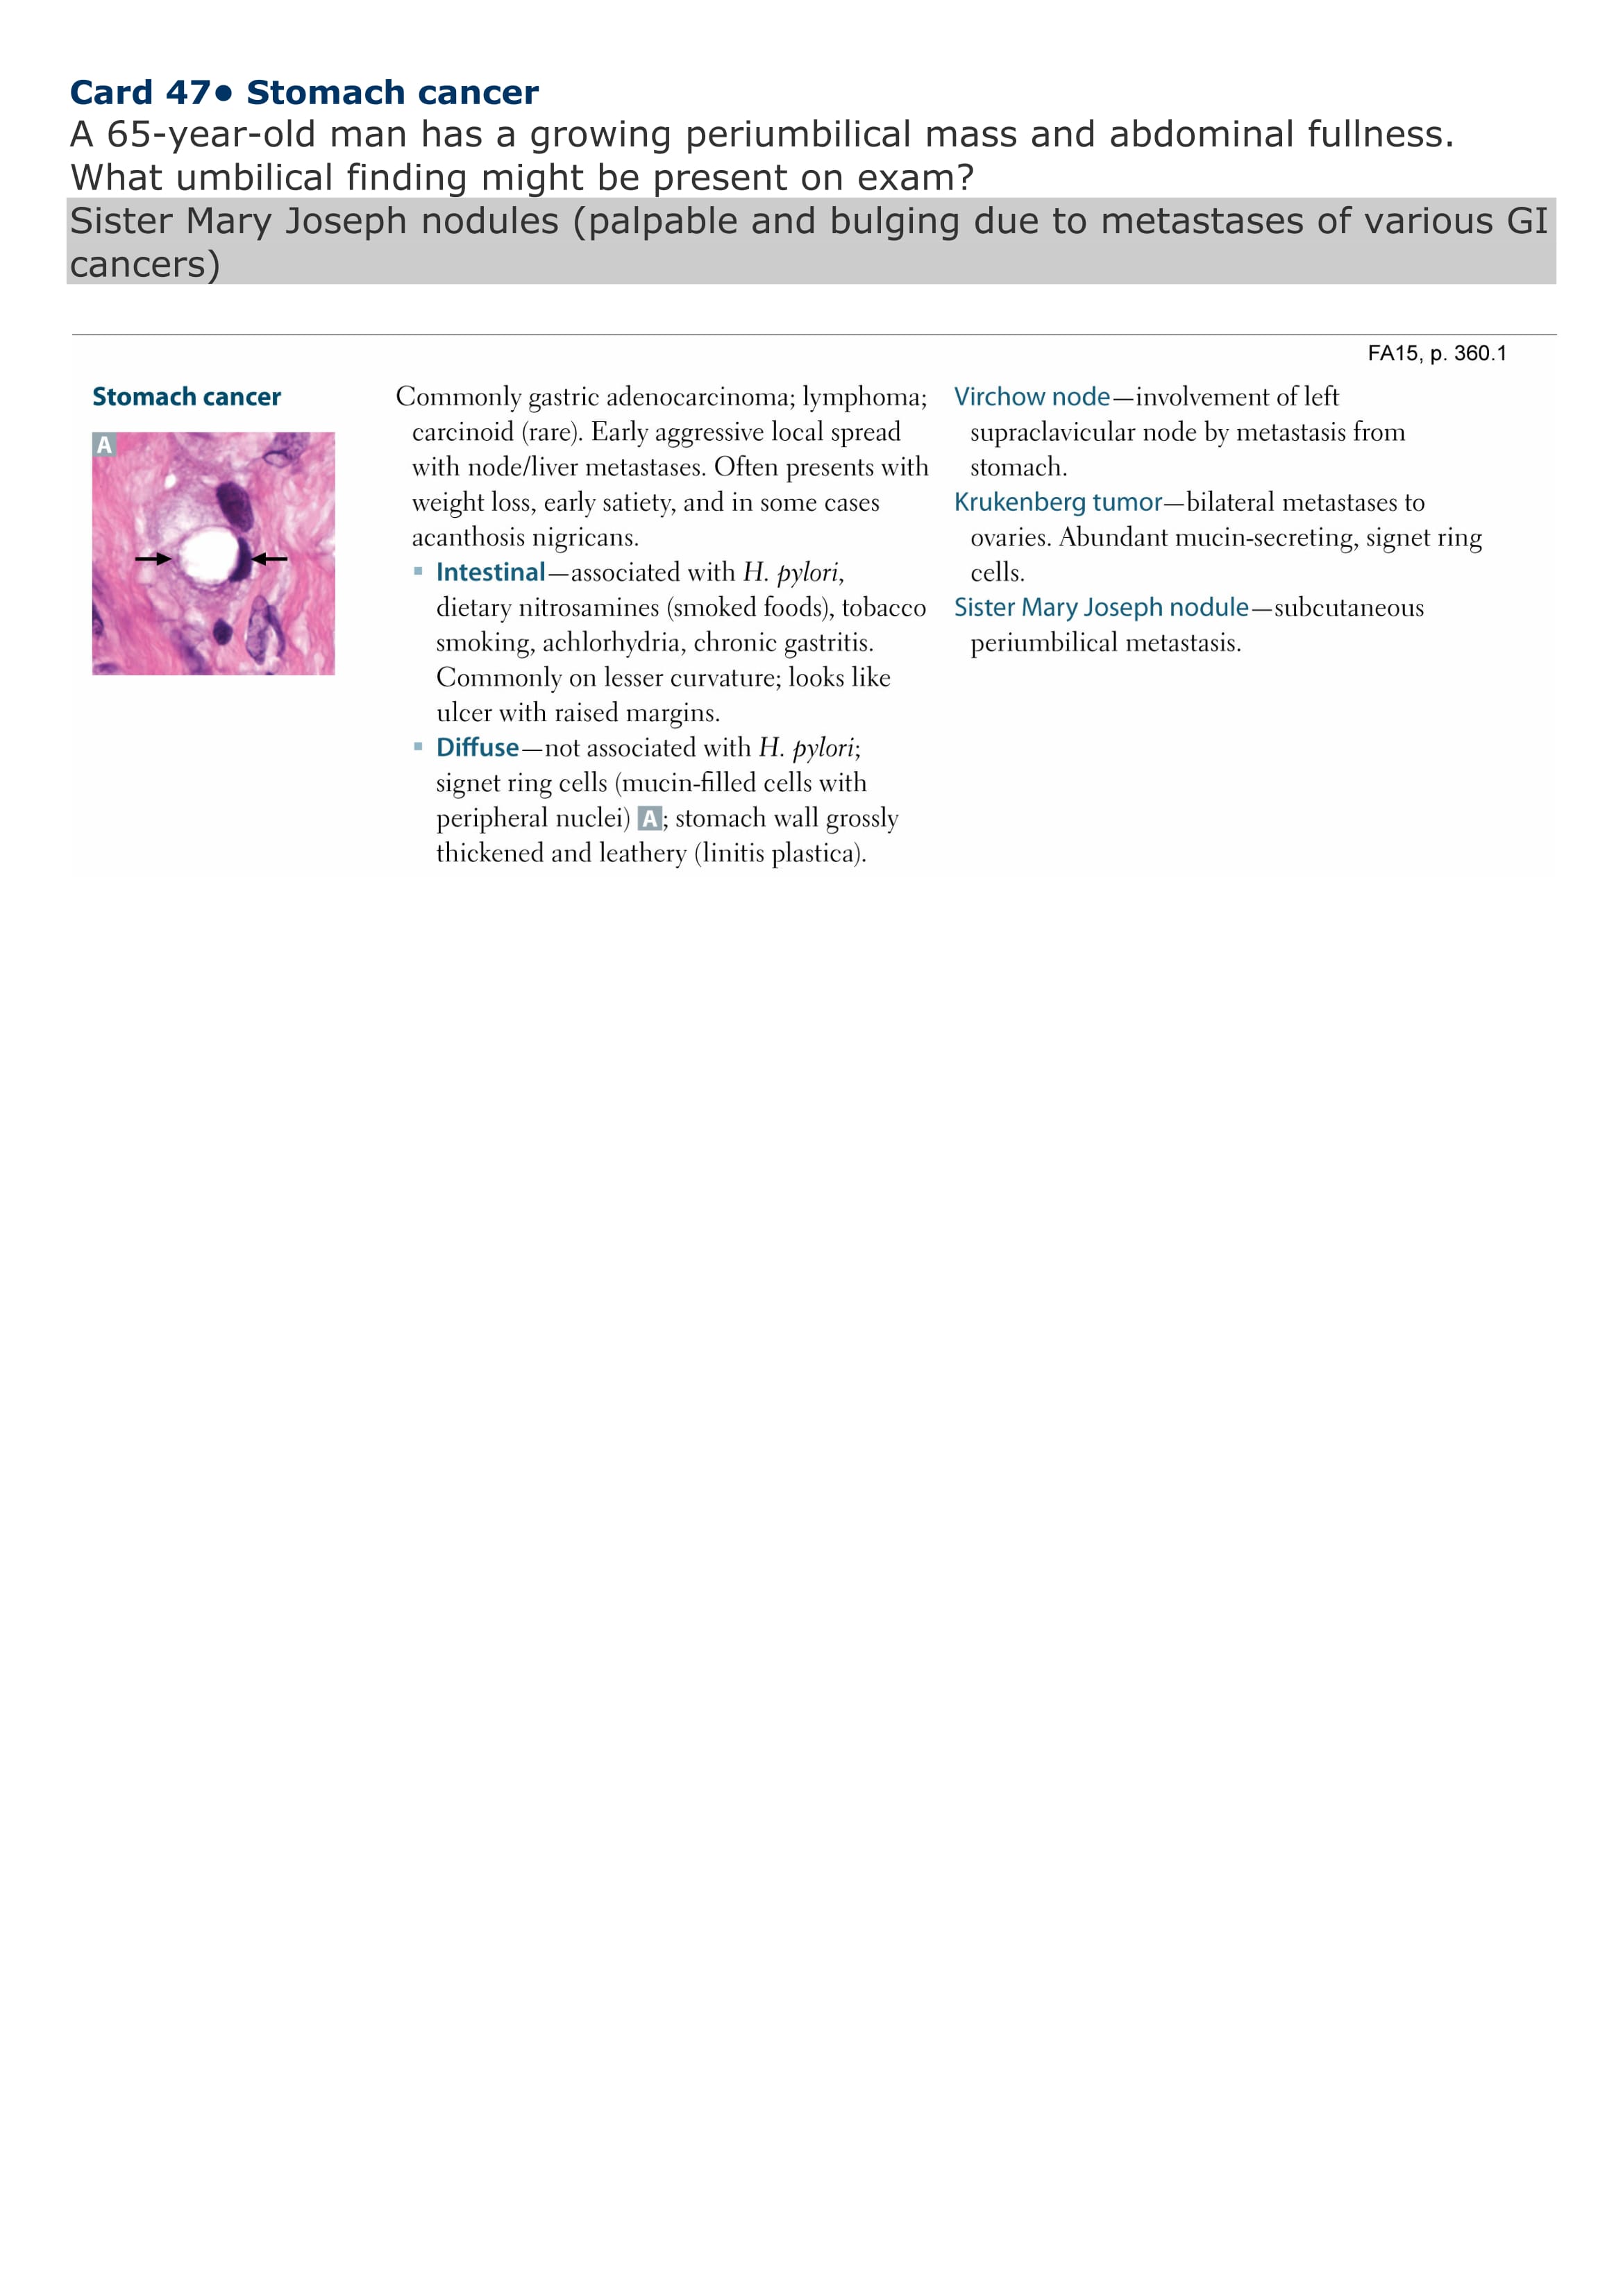 Card 47● Stomach cancer
A 65-year-old man has a growing periumbilical mass and abdominal fullness.
What umbilical finding might be present on exam?
Sister Mary Joseph nodules (palpable and bulging due to metastases of various GI
cancers)
FA15, p. 360.1
Stomach cancer
A
Commonly gastric adenocarcinoma; lymphoma;
carcinoid (rare). Early aggressive local spread
with node/liver metastases. Often presents with
weight loss, early satiety, and in some cases
acanthosis nigricans.
▪ Intestinal—associated with H. pylori,
dietary nitrosamines (smoked foods), tobacco
smoking, achlorhydria, chronic gastritis.
Commonly on lesser curvature; looks like
ulcer with raised margins.
▪ Diffuse—not associated with H. pylori;
signet ring cells (mucin-filled cells with
peripheral nuclei) A; stomach wall grossly
thickened and leathery (linitis plastica).
Virchow node—involvement of left
supraclavicular node by metastasis from
stomach.
Krukenberg tumor—bilateral metastases to
ovaries. Abundant mucin-secreting, signet ring
cells.
Sister Mary Joseph nodule—subcutaneous
periumbilical metastasis.